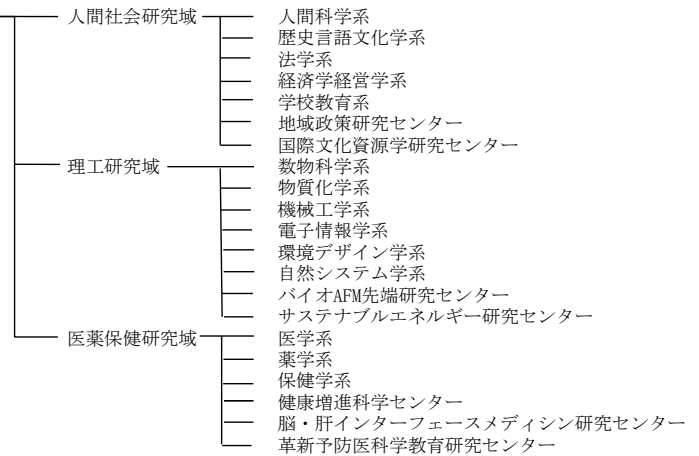 人間社会研究域 人間科学系
歴史言語文化学系
法学系
経済学経営学系
学校教育系
地域政策研究センター
国際文化資源学研究センター
理工研究域 数物科学系
物質化学系
機械工学系
電子情報学系
環境デザイン学系
自然システム学系
バイオAFM先端研究センター
サステナブルエネルギー研究センター
医薬保健研究域 医学系
薬学系
保健学系
健康増進科学センター
脳・肝インターフェースメディシン研究センター
革新予防医科学教育研究センター